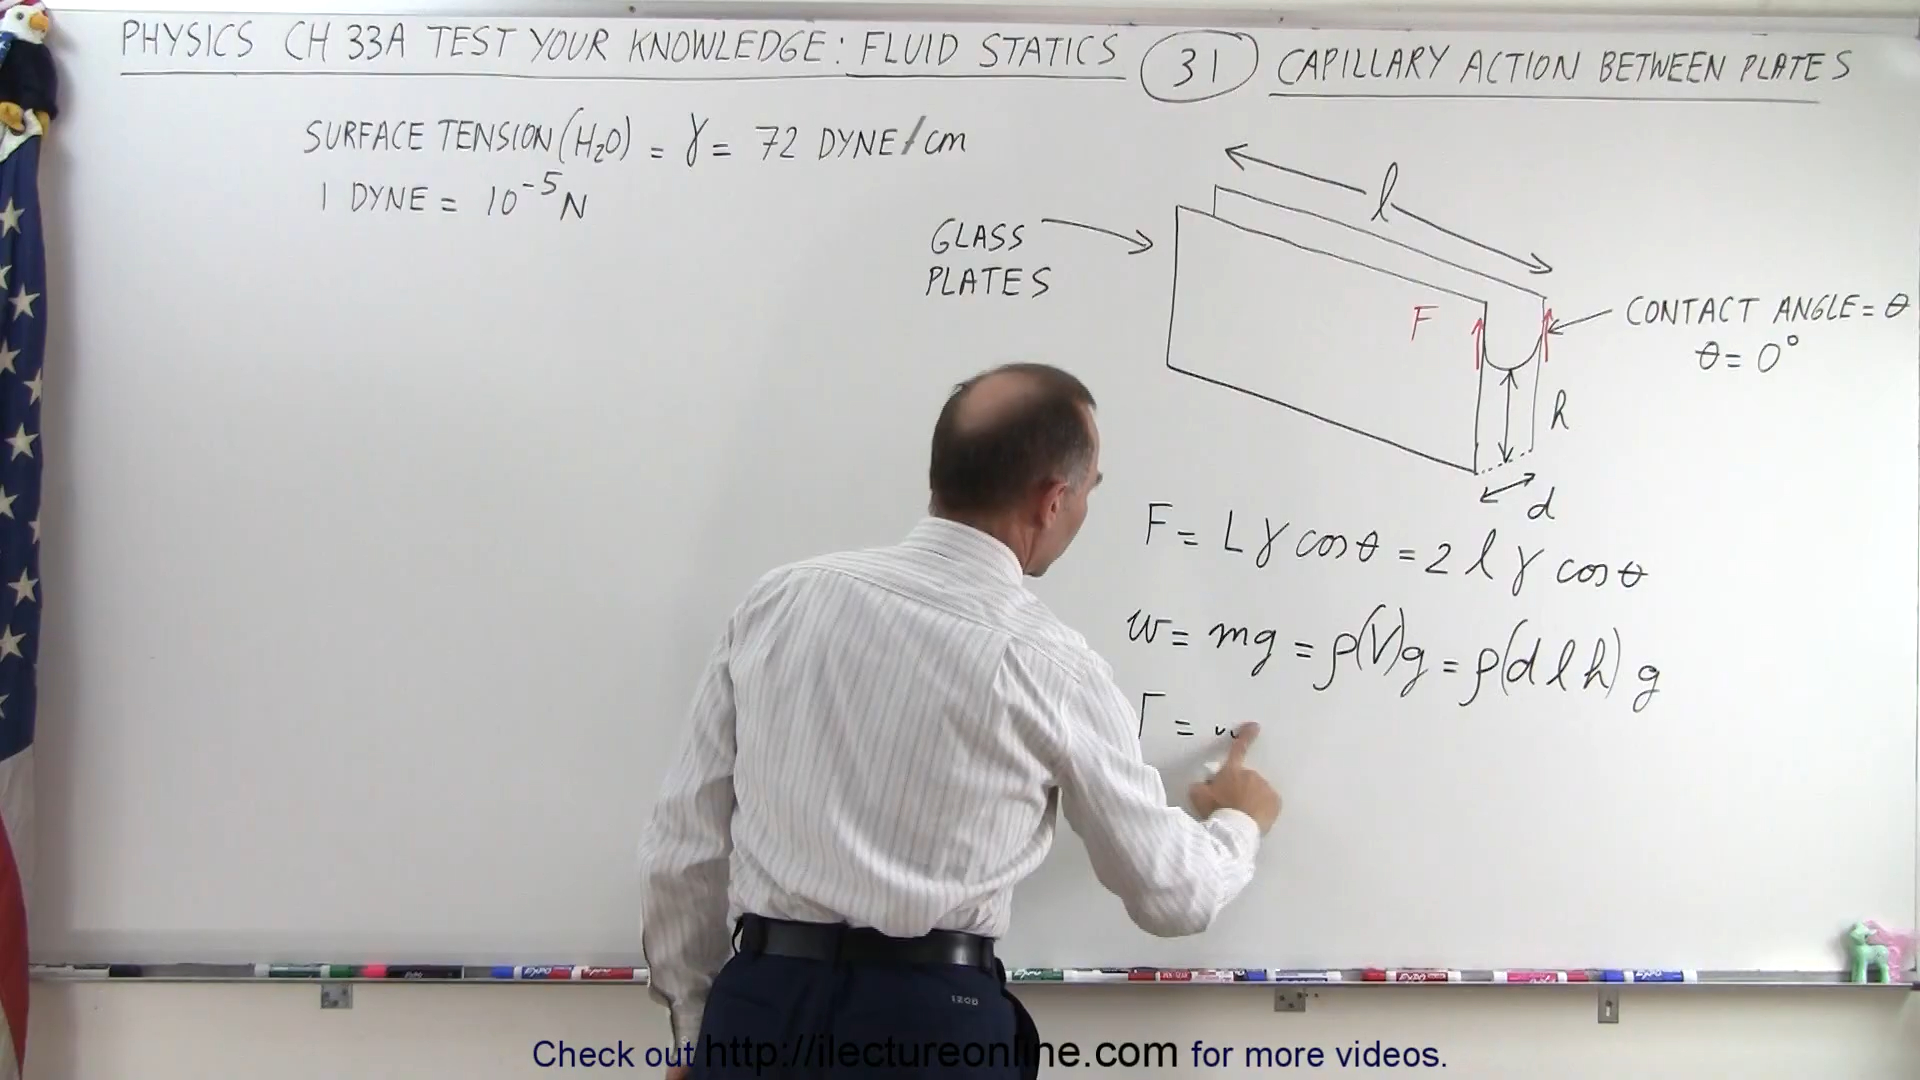 PHYSICS CH 33A TEST YOUR KNOWLEDGE: FLUID STATICS 31 CAPILLARY ACTION BETWEEN PLATES
SURFACE TENSION (H₂O) = γ = 72 DYNE/cm
1 DYNE = 10⁻⁵ N
l
GLASS
PLATES
F
CONTACT ANGLE = θ
θ = 0°
h
d
F = L γ cos θ = 2 l γ cos θ
w = mg = ρ(V)g = ρ(d l h) g
= w
1200
Check out http://ilectureonline.com for more videos.